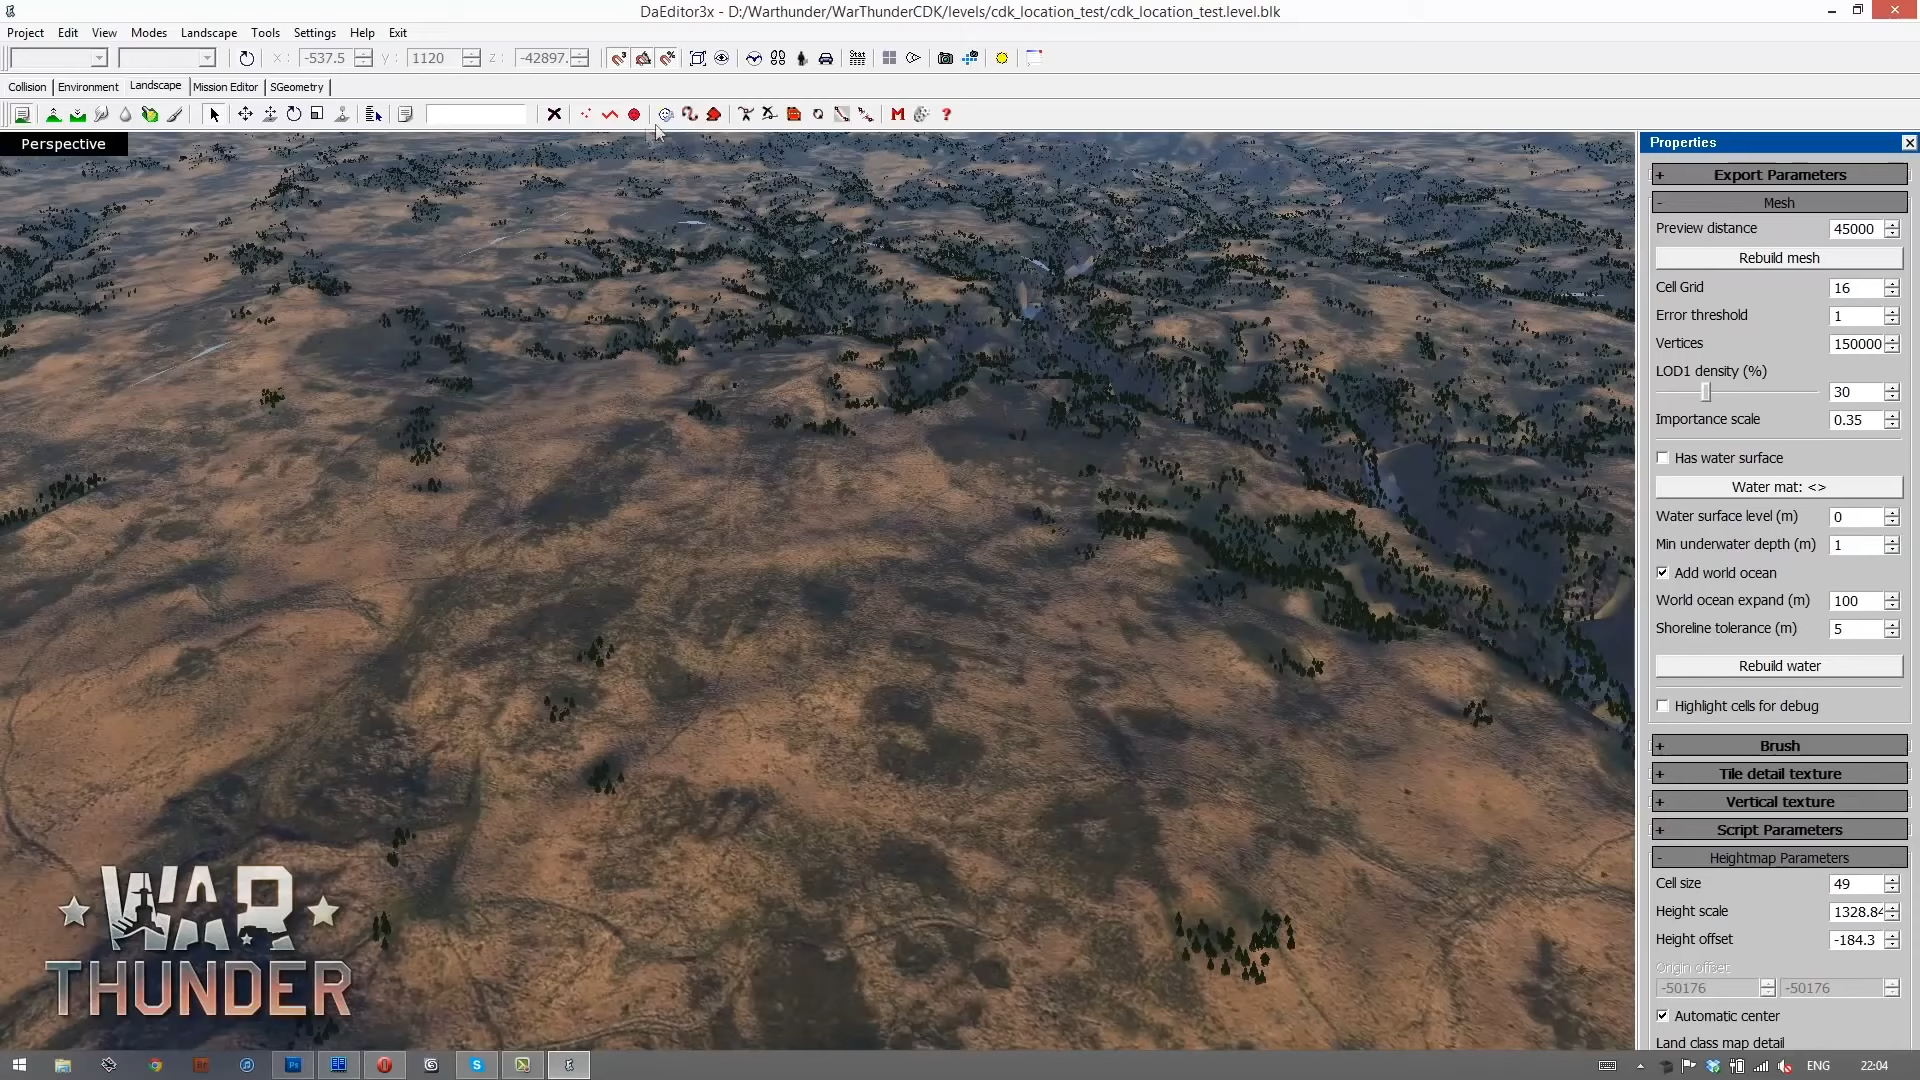 DaEditor3x - D:/Warthunder/WarThunderCDK/levels/cdk_location_test/cdk_location_test.level.blk
Project Edit View Modes Landscape Tools Settings Help Exit
x: -537.5 y: 1120 z: -42897. Stat
Collision Environment Landscape Mission Editor SGeometry
M ?
Perspective
Properties
+ Export Parameters
- Mesh
Preview distance 45000
Rebuild mesh
Cell Grid 16
Error threshold 1
Vertices 150000
LOD1 density (%)
30
Importance scale 0.35
Has water surface
Water mat: <>
Water surface level (m) 0
Min underwater depth (m) 1
Add world ocean
World ocean expand (m) 100
Shoreline tolerance (m) 5
Rebuild water
Highlight cells for debug
+ Brush
+ Tile detail texture
+ Vertical texture
+ Script Parameters
- Heightmap Parameters
Cell size 49
Height scale 1328.84
Height offset -184.3
Origin offset
-50176 -50176
Automatic center
Land class map detail
WAR
THUNDER
Br Ps S ENG 22:04